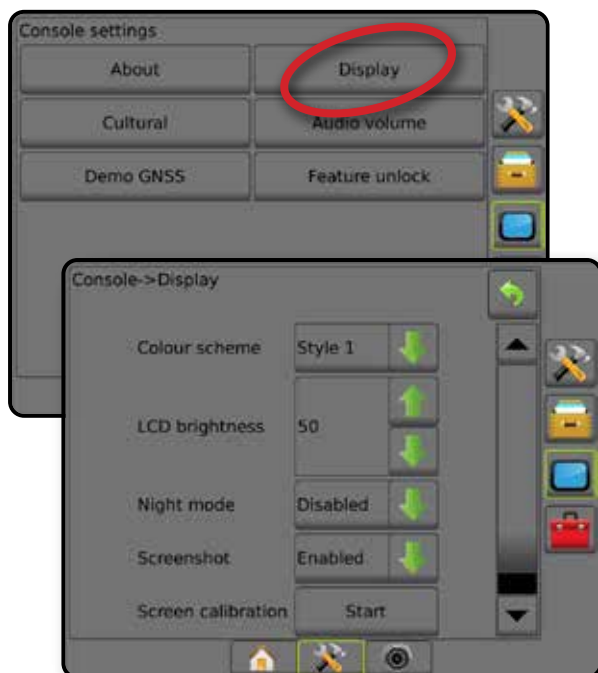 Console settings
About Display
Cultural Audio volume
Demo GNSS Feature unlock
Console->Display
Colour scheme Style 1
LCD brightness 50
Night mode Disabled
Screenshot Enabled
Screen calibration Start